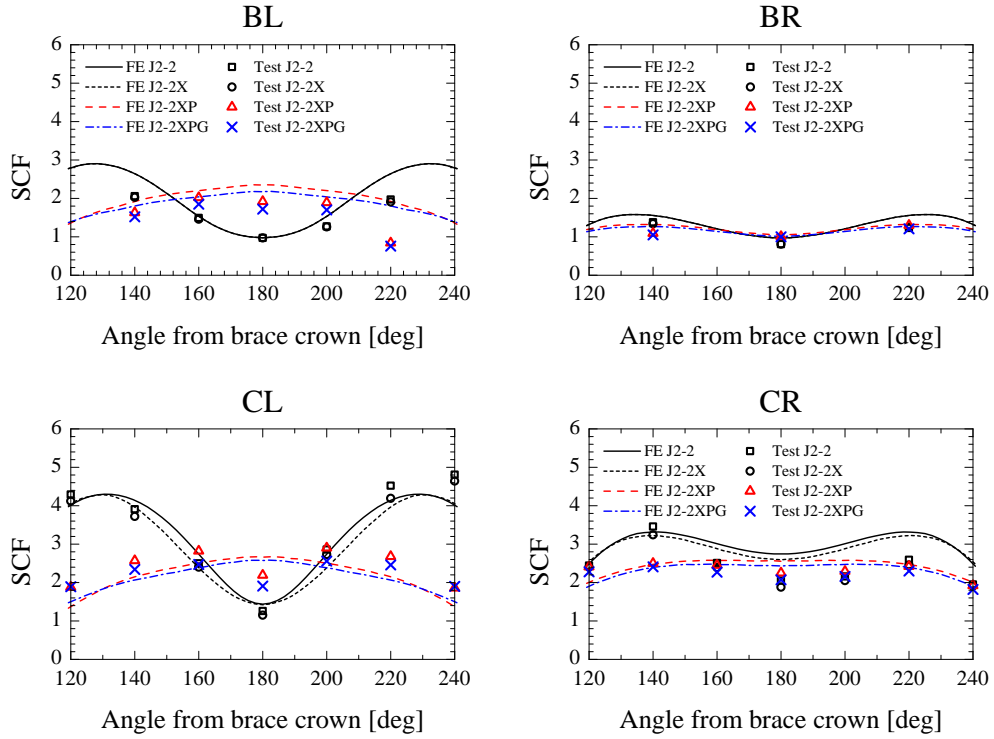 BL
BR
6
5
4
3
2
1
0
SCF
FE J2-2
Test J2-2
FE J2-2X
Test J2-2X
FE J2-2XP
Test J2-2XP
FE J2-2XPG
Test J2-2XPG
120 140 160 180 200 220 240
Angle from brace crown [deg]
6
5
4
3
2
1
0
SCF
FE J2-2
Test J2-2
FE J2-2X
Test J2-2X
FE J2-2XP
Test J2-2XP
FE J2-2XPG
Test J2-2XPG
120 140 160 180 200 220 240
Angle from brace crown [deg]
CL
CR
6
5
4
3
2
1
0
SCF
120 140 160 180 200 220 240
Angle from brace crown [deg]
6
5
4
3
2
1
0
SCF
FE J2-2
Test J2-2
FE J2-2X
Test J2-2X
FE J2-2XP
Test J2-2XP
FE J2-2XPG
Test J2-2XPG
120 140 160 180 200 220 240
Angle from brace crown [deg]